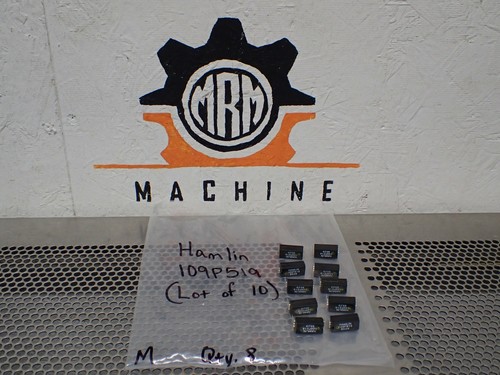 MRM
MACHINE
Hamlin
109P519
(Lot of 10)
M Qty. 8